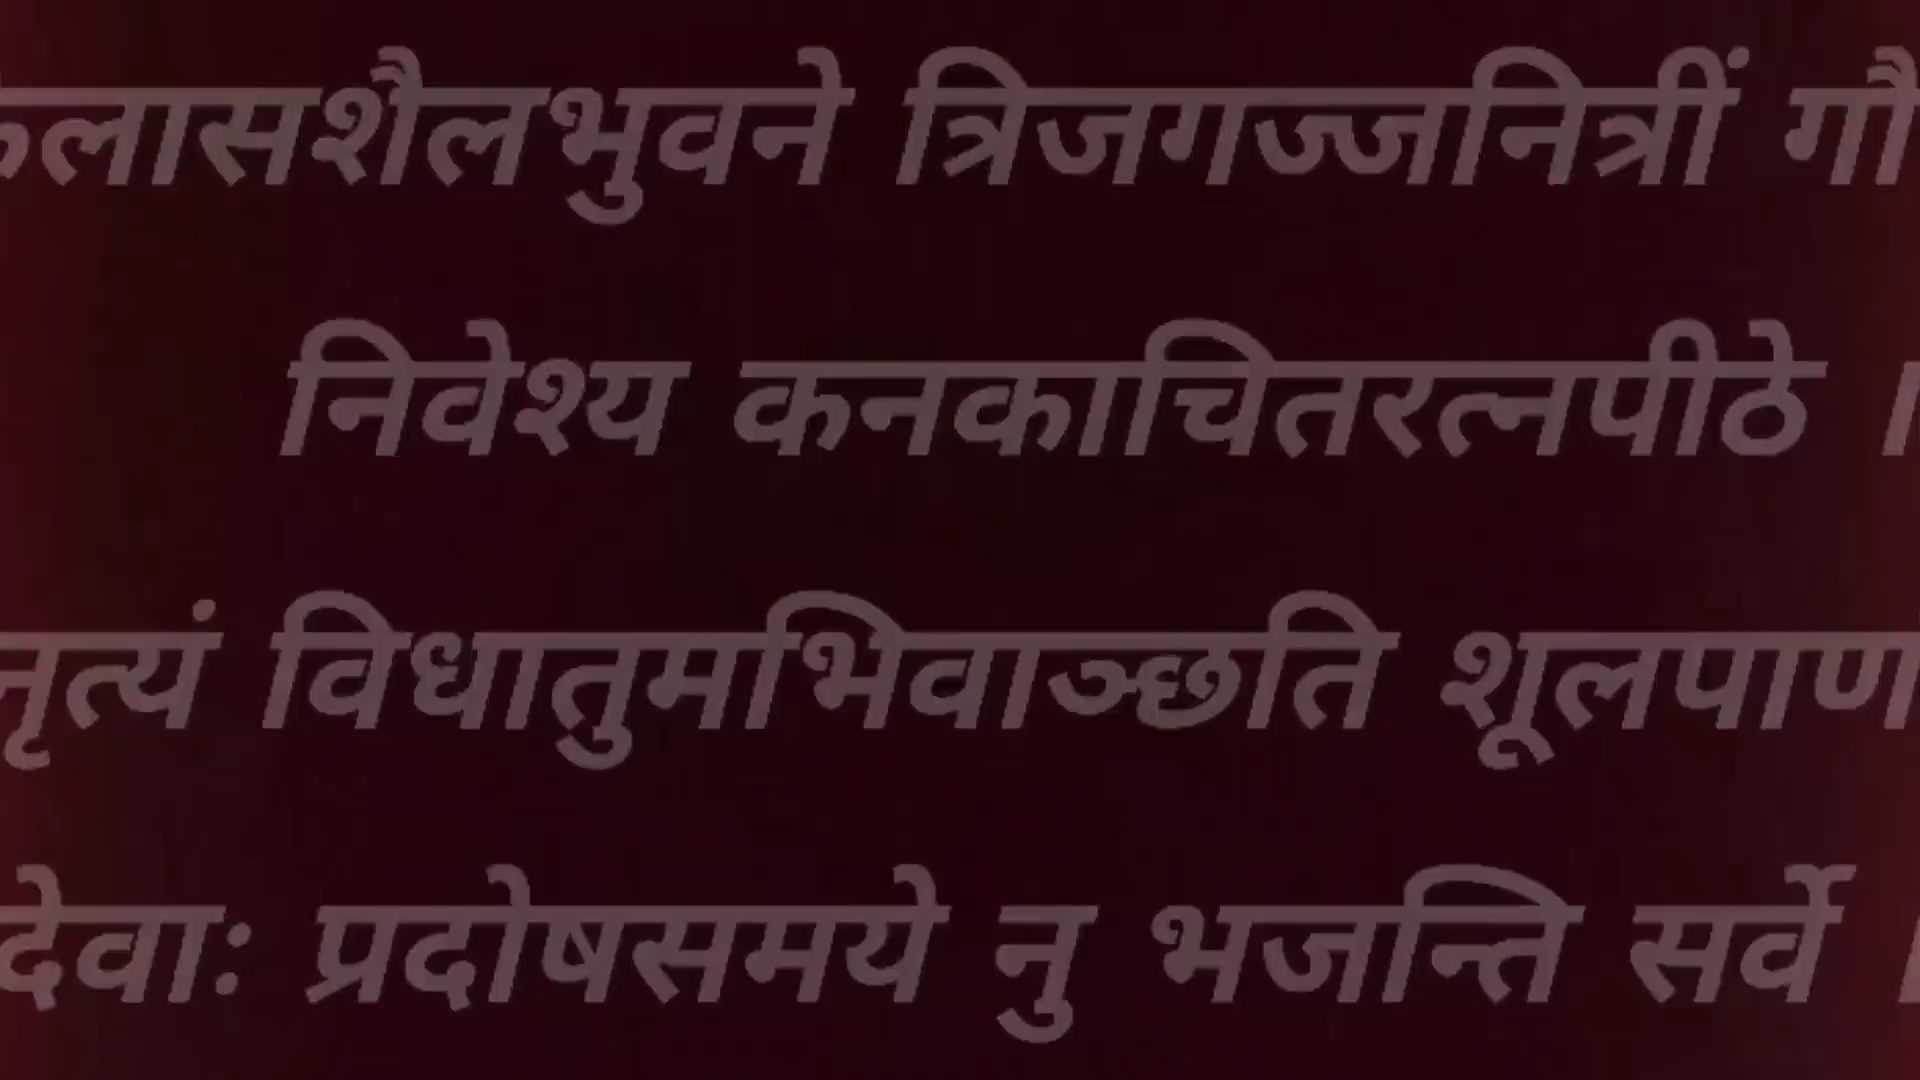 कैलासशैलभुवने त्रिजगज्जनित्रीं गौ
निवेश्य कनकाचितरत्नपीठे ।
नृत्यं विधातुमभिवाञ्छति शूलपाण
देवाः प्रदोषसमये नु भजन्ति सर्वे ।